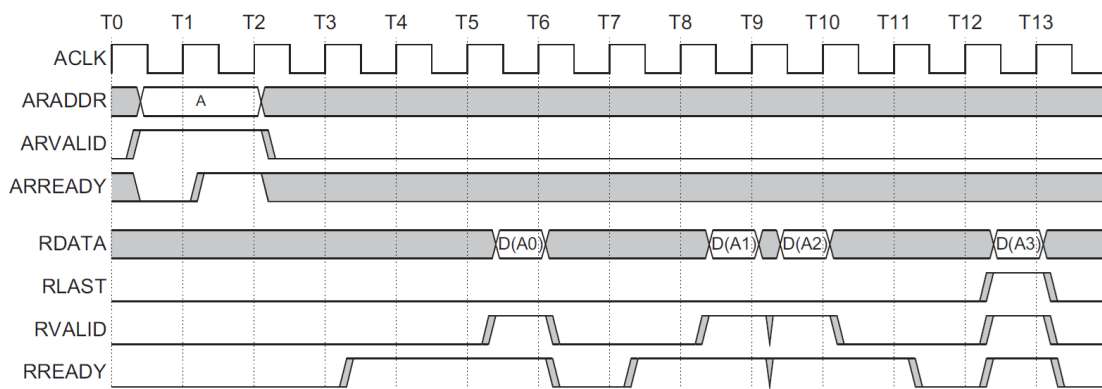 T0 T1 T2 T3 T4 T5 T6 T7 T8 T9 T10 T11 T12 T13
ACLK
ARADDR A
ARVALID
ARREADY
RDATA D(A0) D(A1) D(A2) D(A3)
RLAST
RVALID
RREADY